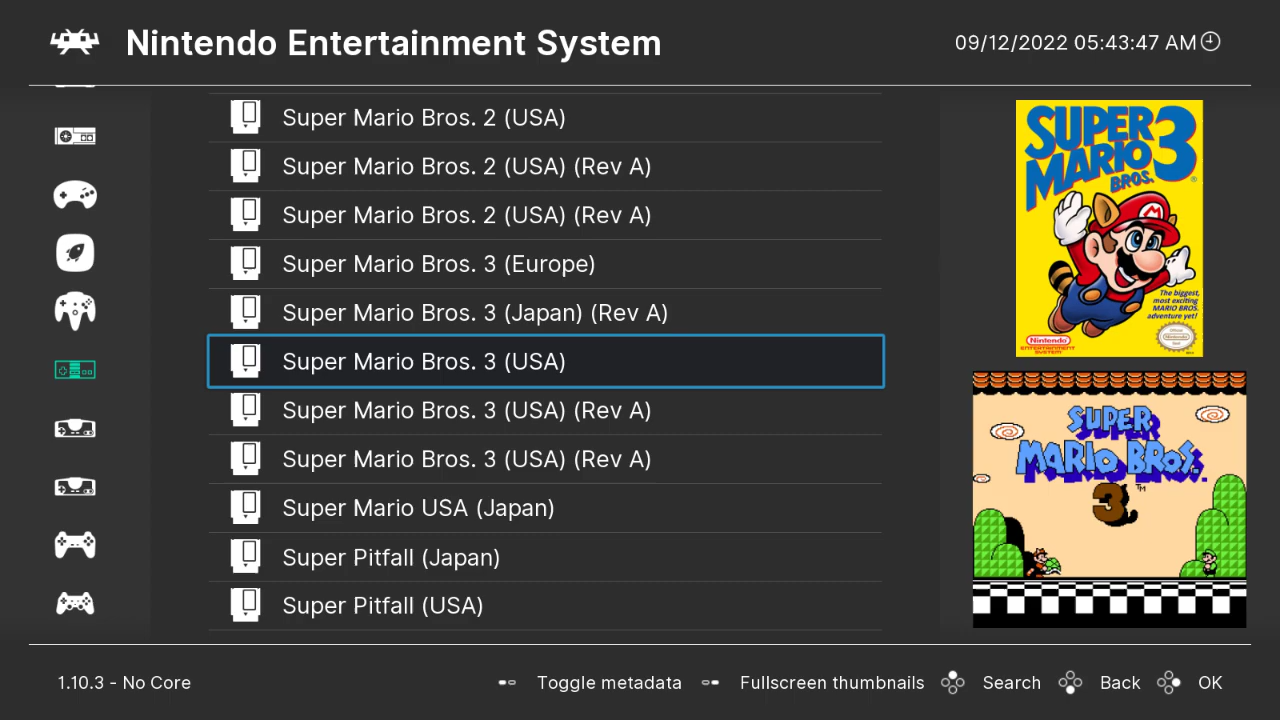 Nintendo Entertainment System
09/12/2022 05:43:47 AM
Super Mario Bros. 2 (USA)
Super Mario Bros. 2 (USA) (Rev A)
Super Mario Bros. 2 (USA) (Rev A)
Super Mario Bros. 3 (Europe)
Super Mario Bros. 3 (Japan) (Rev A)
Super Mario Bros. 3 (USA)
Super Mario Bros. 3 (USA) (Rev A)
Super Mario Bros. 3 (USA) (Rev A)
Super Mario USA (Japan)
Super Pitfall (Japan)
Super Pitfall (USA)
SUPER
MARIO 3
BROS.
The biggest,
most exciting
MARIO BROS.
adventure yet!
Nintendo
ENTERTAINMENT
SYSTEM
SUPER
MARIO BROS.
3 TM
1.10.3 - No Core
Toggle metadata
Fullscreen thumbnails
Search
Back
OK